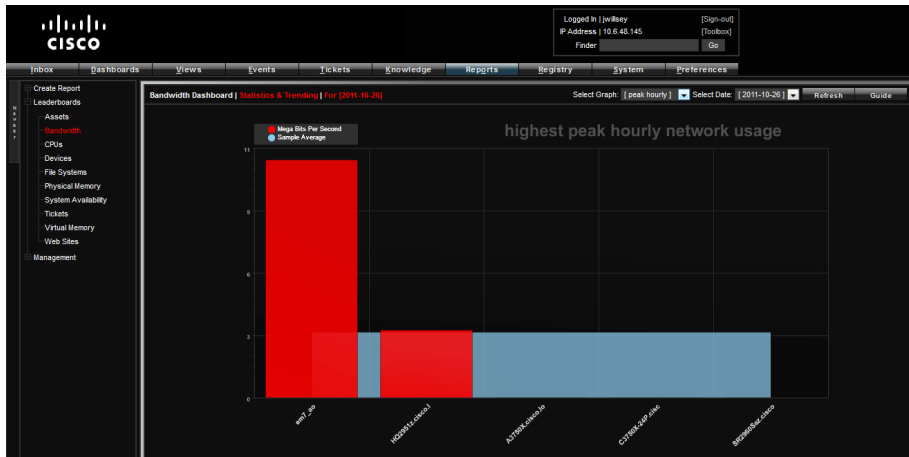 CISCO
Logged In | jwillsey [Sign-out]
IP Address | 10.6.48.145 [Toolbox]
Finder Go
Inbox Dashboards Views Events Tickets Knowledge Reports Registry System Preferences
Navbar
Create Report
Leaderboards
Assets
Bandwidth
CPUs
Devices
File Systems
Physical Memory
System Availability
Tickets
Virtual Memory
Web Sites
Management
Bandwidth Dashboard | Statistics & Trending | For [2011-10-26]
Select Graph: [ peak hourly ] Select Date: [ 2011-10-26 ] Refresh Guide
Mega Bits Per Second
Sample Average
highest peak hourly network usage
11
9
6
3
0
em7_ao
HQ2951z.cisco.l
A3750X.cisco.lo
C3750X-24P.cisc